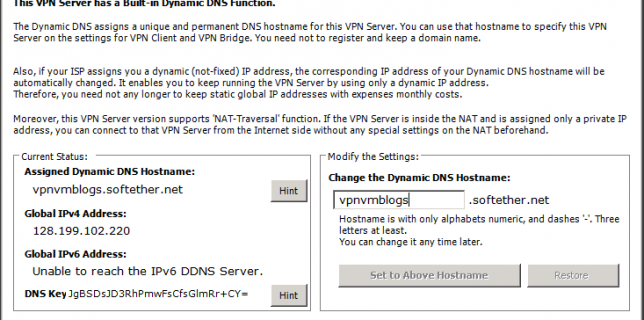 This VPN Server has a Built-in Dynamic DNS Function.
The Dynamic DNS assigns a unique and permanent DNS hostname for this VPN Server. You can use that hostname to specify this VPN
Server on the settings for VPN Client and VPN Bridge. You need not to register and keep a domain name.
Also, if your ISP assigns you a dynamic (not-fixed) IP address, the corresponding IP address of your Dynamic DNS hostname will be
automatically changed. It enables you to keep running the VPN Server by using only a dynamic IP address.
Therefore, you need not any longer to keep static global IP addresses with expenses monthly costs.
Moreover, this VPN Server version supports 'NAT-Traversal' function. If the VPN Server is inside the NAT and is assigned only a private IP
address, you can connect to that VPN Server from the Internet side without any special settings on the NAT beforehand.
Current Status:
Assigned Dynamic DNS Hostname:
vpnvmblogs.softether.net
Hint
Global IPv4 Address:
128.199.102.220
Global IPv6 Address:
Unable to reach the IPv6 DDNS Server.
DNS Key JgBSDsJD3RhPmwFsCfsGlmRr+CY=
Hint
Modify the Settings:
Change the Dynamic DNS Hostname:
vpnvmblogs .softether.net
Hostname is with only alphabets numeric, and dashes '-'. Three
letters at least.
You can change it any time later.
Set to Above Hostname
Restore